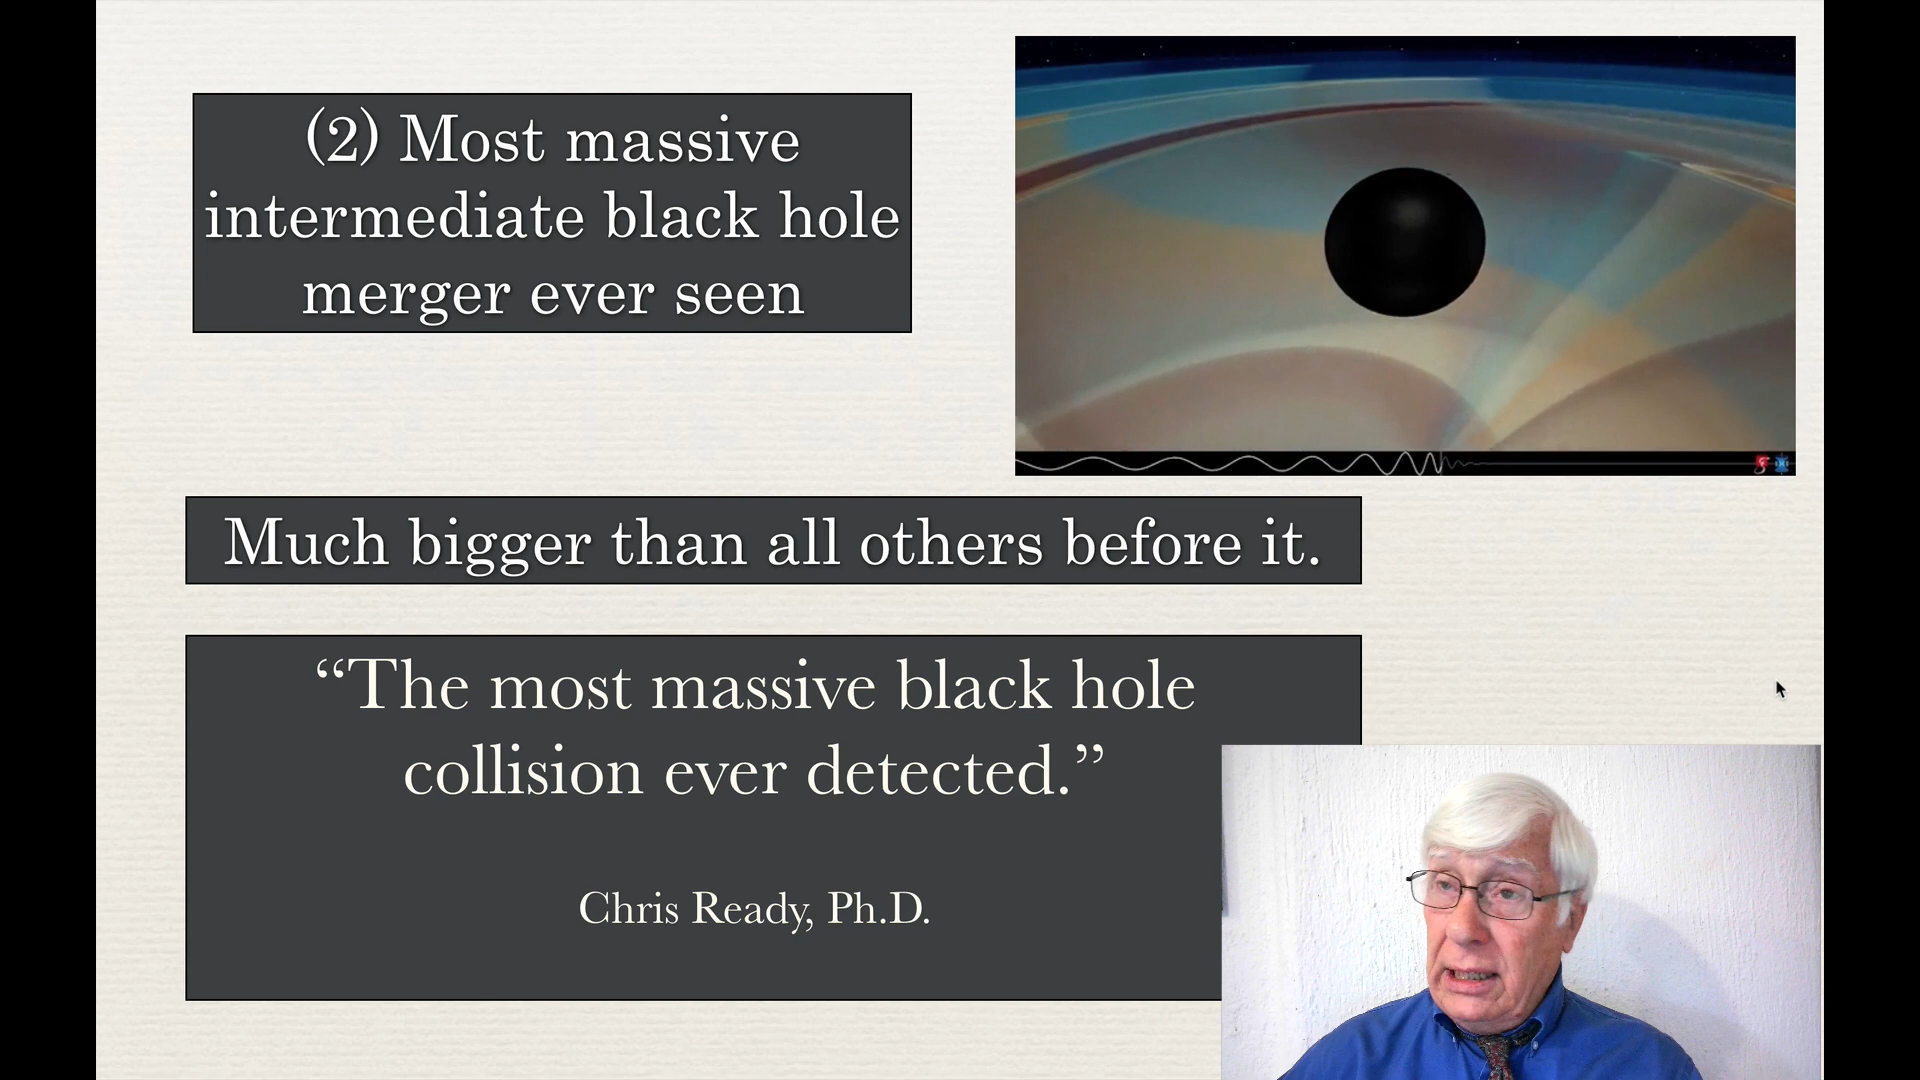 (2) Most massive
intermediate black hole
merger ever seen
Much bigger than all others before it.
“The most massive black hole
collision ever detected.”
Chris Ready, Ph.D.